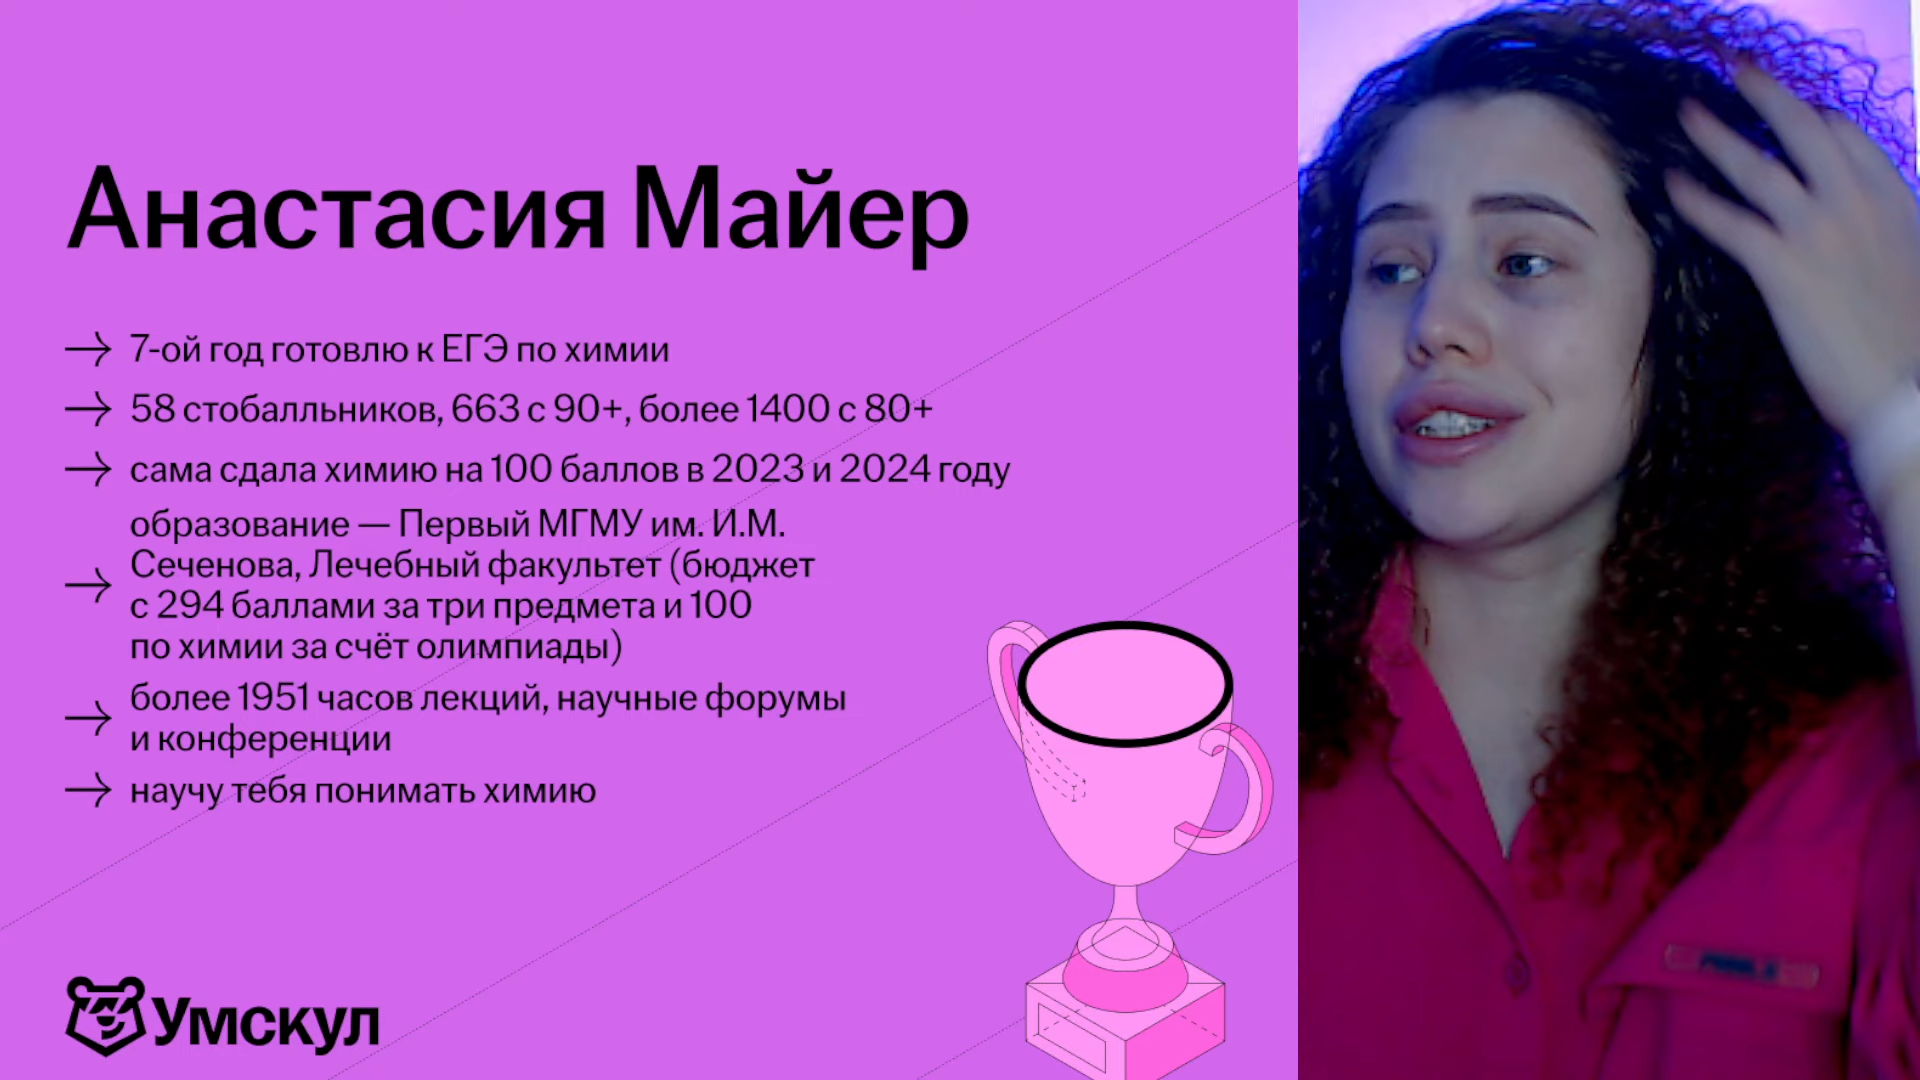 Анастасия Майер
7-ой год готовлю к ЕГЭ по химии
58 стобалльников, 663 с 90+, более 1400 с 80+
сама сдала химию на 100 баллов в 2023 и 2024 году
образование — Первый МГМУ им. И.М.
Сеченова, Лечебный факультет (бюджет
с 294 баллами за три предмета и 100
по химии за счёт олимпиады)
более 1951 часов лекций, научные форумы
и конференции
научу тебя понимать химию
Умскул